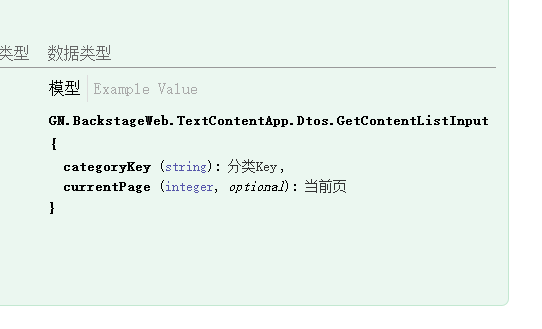 类型 数据类型
模型 Example Value
GN.BackstageWeb.TextContentApp.Dtos.GetContentListInput
{
categoryKey (string): 分类Key,
currentPage (integer, optional): 当前页
}